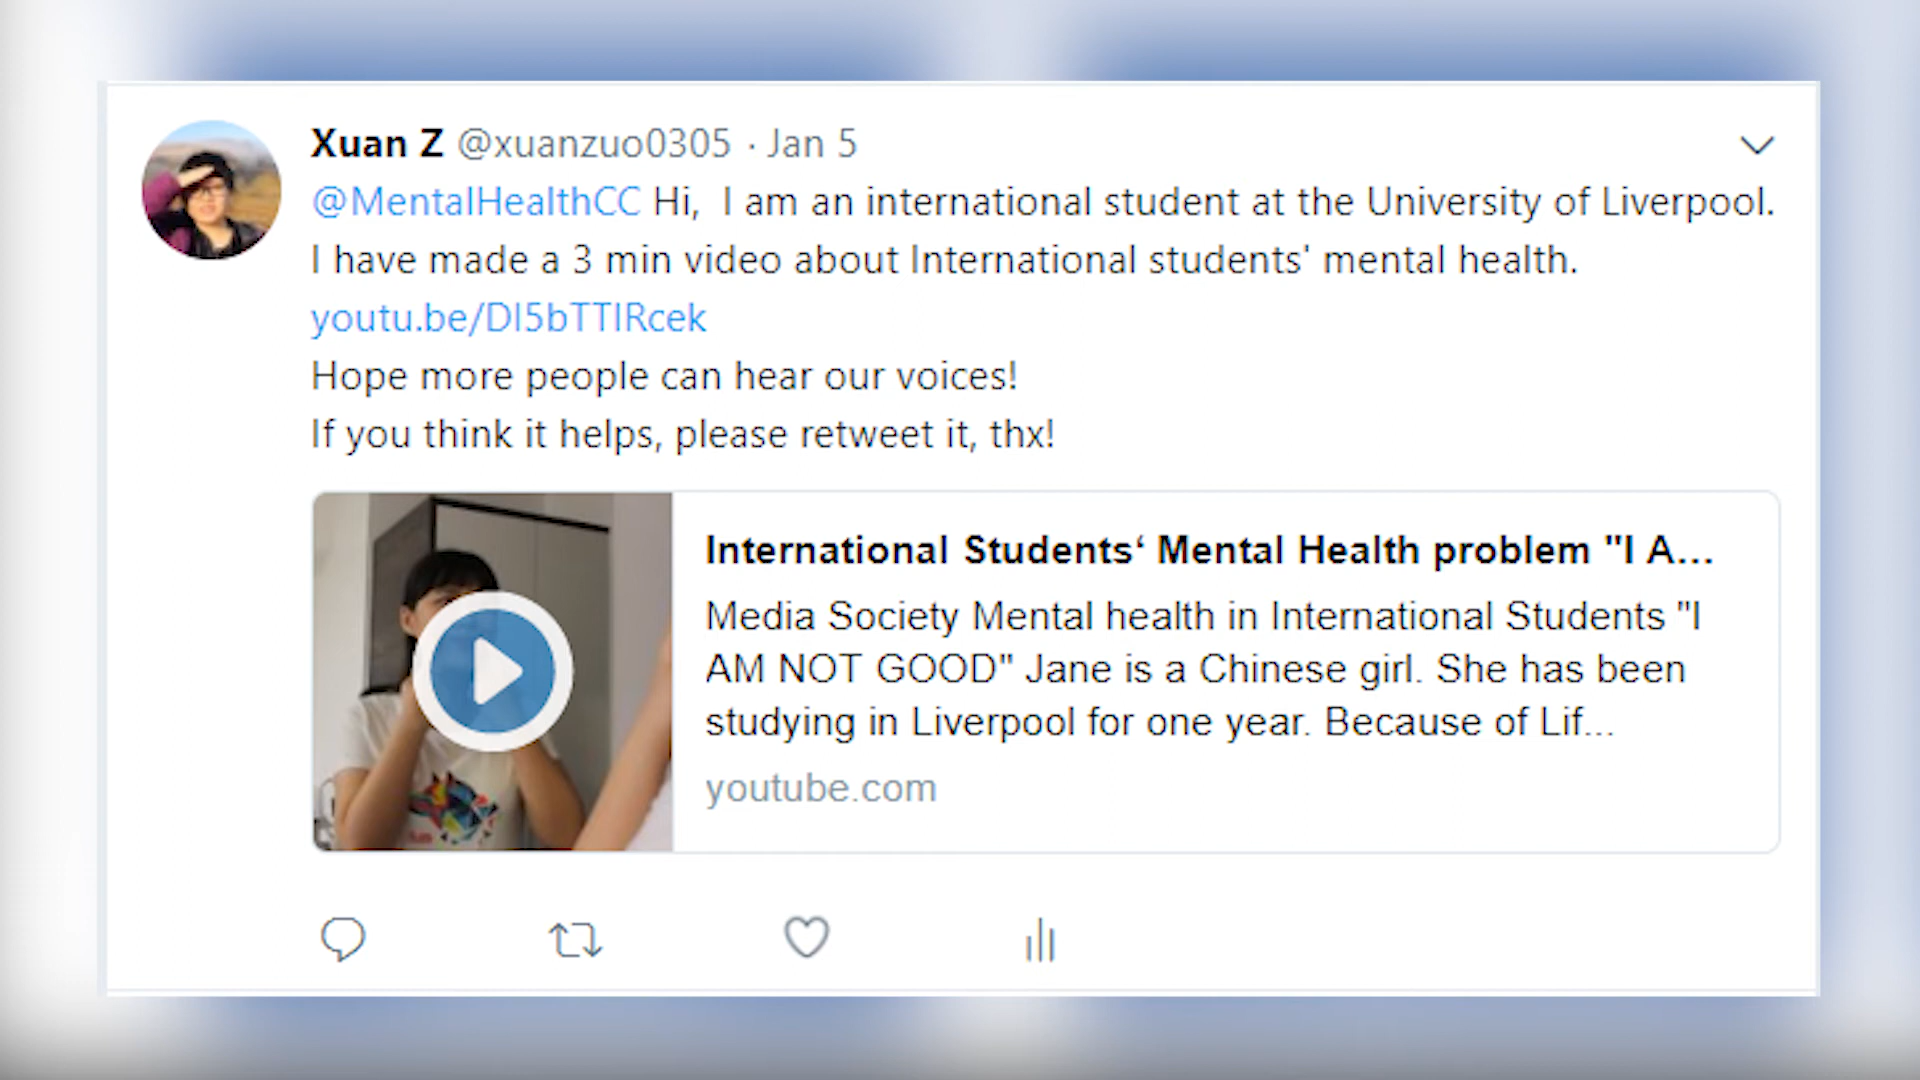 Xuan Z @xuanzuo0305 · Jan 5
@MentalHealthCC Hi,  I am an international student at the University of Liverpool.
I have made a 3 min video about International students' mental health.
youtu.be/DI5bTTIRcek
Hope more people can hear our voices!
If you think it helps, please retweet it, thx!
International Students‘ Mental Health problem "I A...
Media Society Mental health in International Students "I
AM NOT GOOD" Jane is a Chinese girl. She has been
studying in Liverpool for one year. Because of Lif...
youtube.com